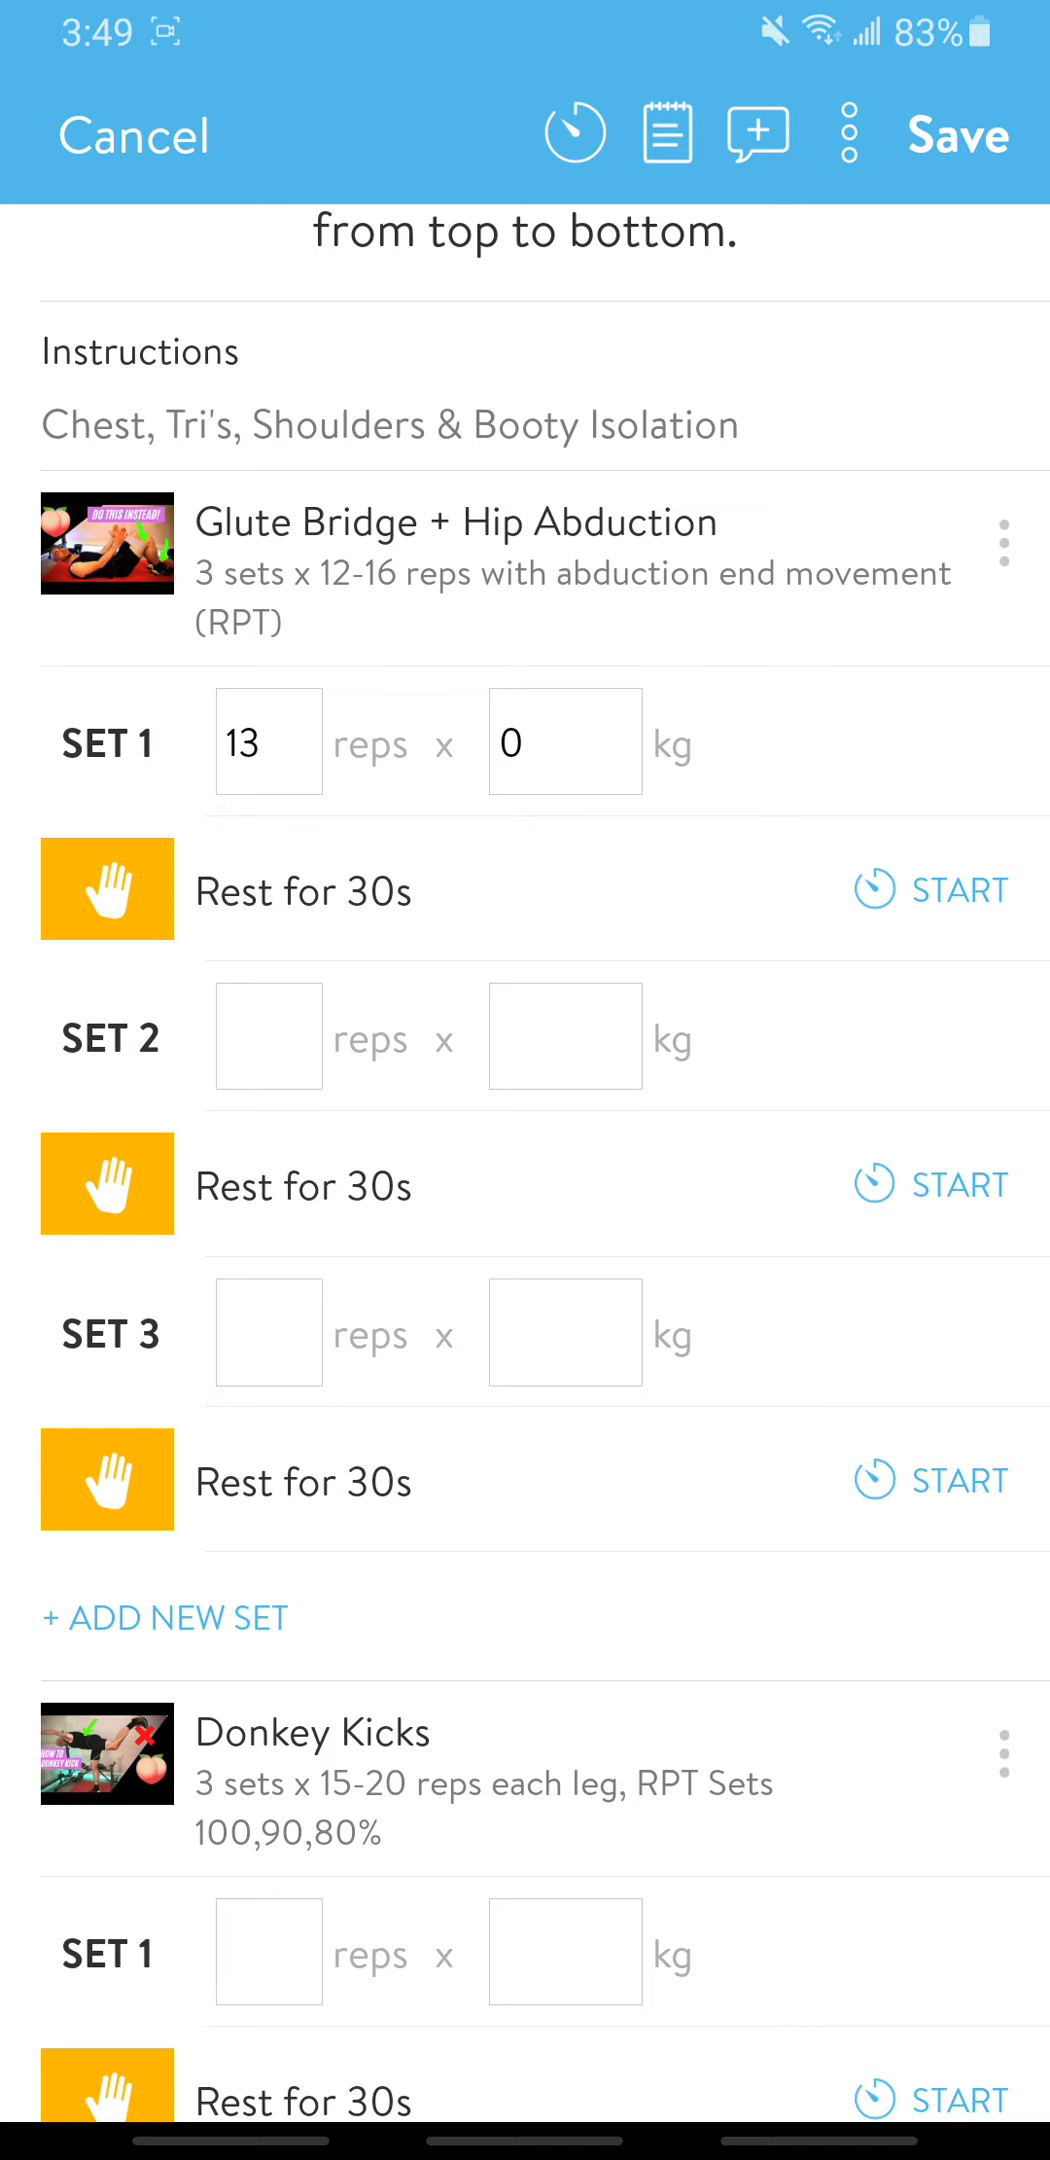 3:49 83%
Cancel Save
from top to bottom.
Instructions
Chest, Tri's, Shoulders & Booty Isolation
DO THIS INSTEAD!
Glute Bridge + Hip Abduction
3 sets x 12-16 reps with abduction end movement
(RPT)
SET 1 13 reps x 0 kg
Rest for 30s START
SET 2 reps x kg
Rest for 30s START
SET 3 reps x kg
Rest for 30s START
+ ADD NEW SET
HOW TO
DONKEY KICK
Donkey Kicks
3 sets x 15-20 reps each leg, RPT Sets
100,90,80%
SET 1 reps x kg
Rest for 30s START